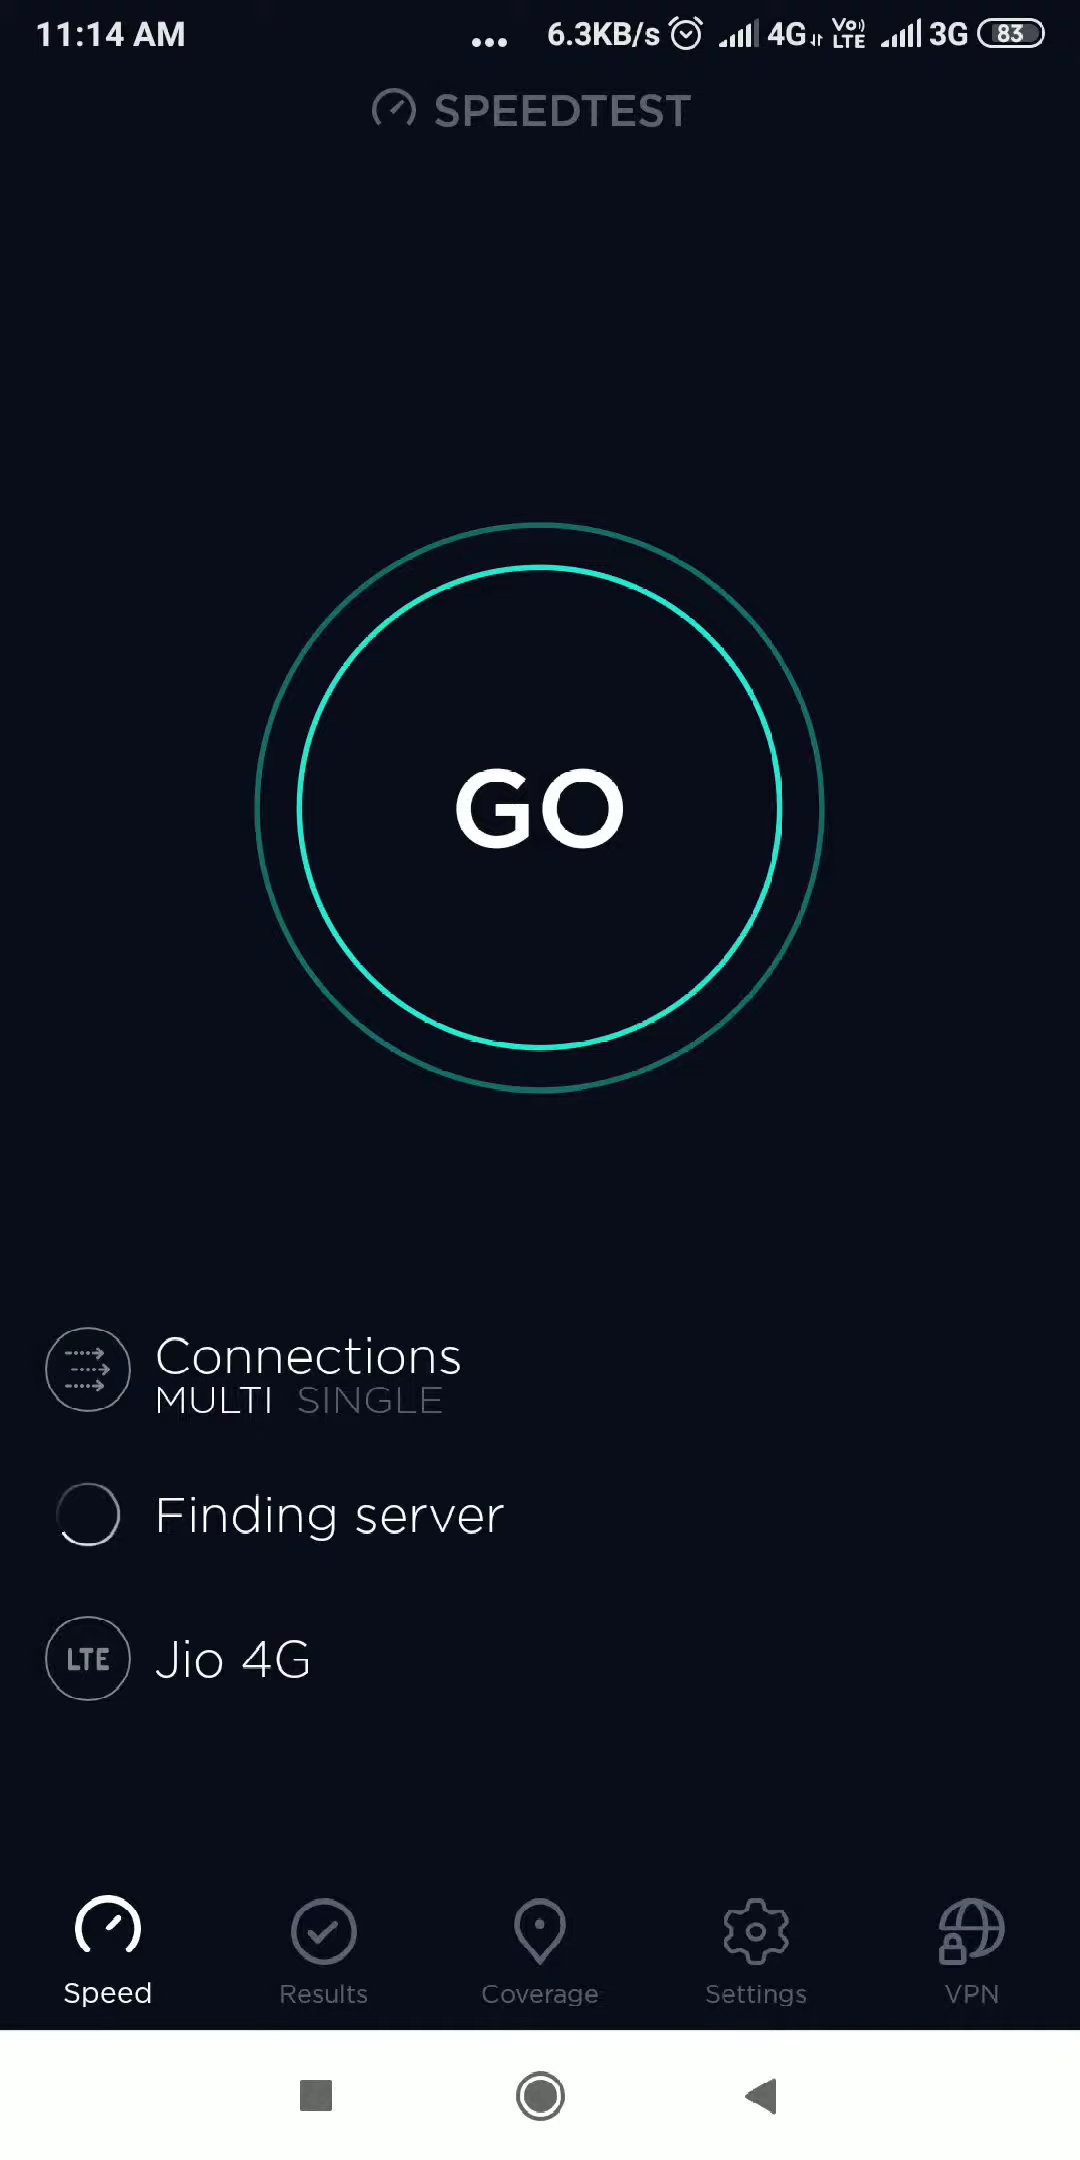 11:14 AM ... 6.3KB/s 4G Vo) LTE 3G 83
SPEEDTEST
GO
Connections
MULTI SINGLE
Finding server
LTE Jio 4G
Speed Results Coverage Settings VPN